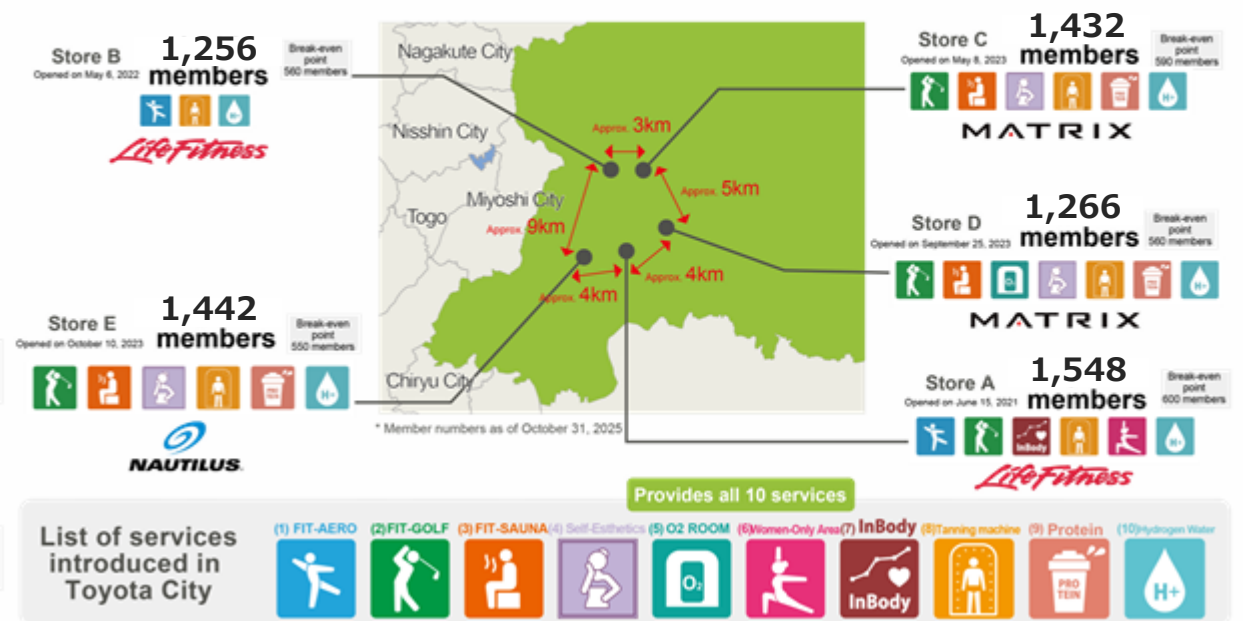 Store B
Opened on May 6, 2022
1,256
members
Break-even
point
560 members
LifeFitness
Store C
Opened on May 8, 2023
1,432
members
Break-even
point
590 members
PRO
TEIN
H+
MATRIX
Nagakute City
Nisshin City
Miyoshi City
Togo
Chiryu City
Approx. 3km
Approx. 5km
Approx. 9km
Approx. 4km
Approx. 4km
Store D
Opened on September 25, 2023
1,266
members
Break-even
point
560 members
O₂
PRO
TEIN
H+
MATRIX
Store E
Opened on October 10, 2023
1,442
members
Break-even
point
550 members
PRO
TEIN
H+
NAUTILUS
Store A
Opened on June 15, 2021
1,548
members
Break-even
point
600 members
InBody
H+
LifeFitness
* Member numbers as of October 31, 2025
Provides all 10 services
List of services
introduced in
Toyota City
(1) FIT-AERO
(2)FIT-GOLF
(3) FIT-SAUNA
(4) Self-Esthetics
(5) O2 ROOM
(6)Women-Only Area
(7) InBody
(8)Tanning machine
(9) Protein
(10)Hydrogen Water
O₂
InBody
PRO
TEIN
H+